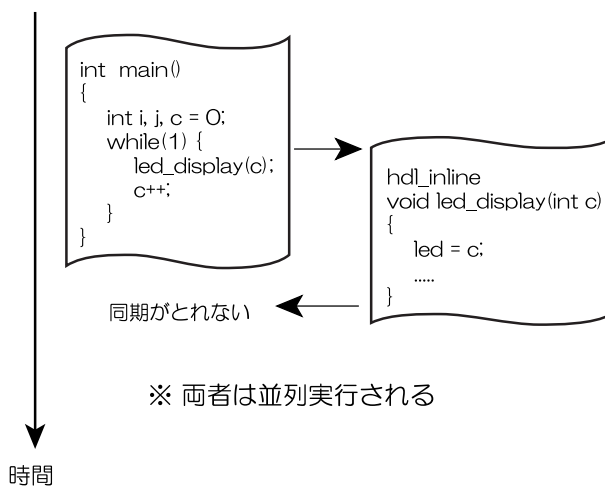 int main()
{
int i, j, c = 0;
while(1) {
led_display(c);
c++;
}
}
hdl_inline
void led_display(int c)
{
led = c;
.....
}
同期がとれない
※ 両者は並列実行される
時間